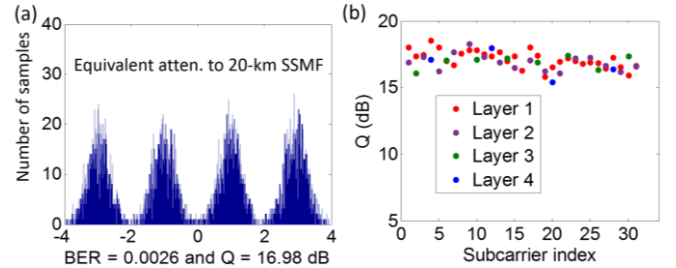 (a)
40
30
20
10
0
Number of samples
Equivalent atten. to 20-km SSMF
-4 -2 0 2 4
BER = 0.0026 and Q = 16.98 dB
(b)
20
15
10
5
Q (dB)
Layer 1
Layer 2
Layer 3
Layer 4
0 5 10 15 20 25 30 35
Subcarrier index